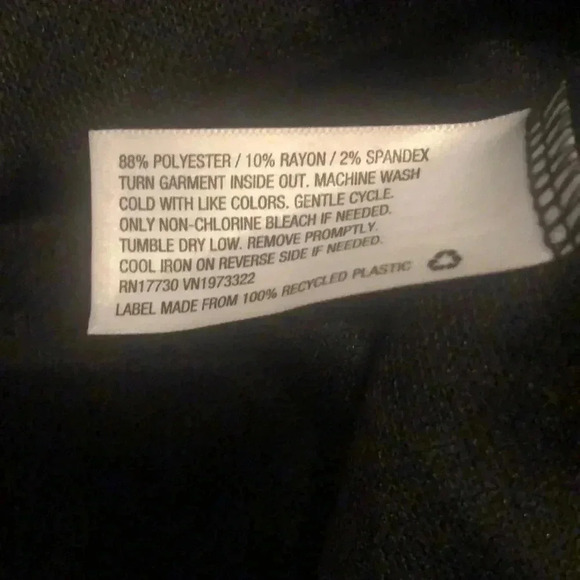 88% POLYESTER / 10% RAYON / 2% SPANDEX
TURN GARMENT INSIDE OUT. MACHINE WASH
COLD WITH LIKE COLORS. GENTLE CYCLE.
ONLY NON-CHLORINE BLEACH IF NEEDED.
TUMBLE DRY LOW. REMOVE PROMPTLY.
COOL IRON ON REVERSE SIDE IF NEEDED.
RN17730 VN1973322
LABEL MADE FROM 100% RECYCLED PLASTIC